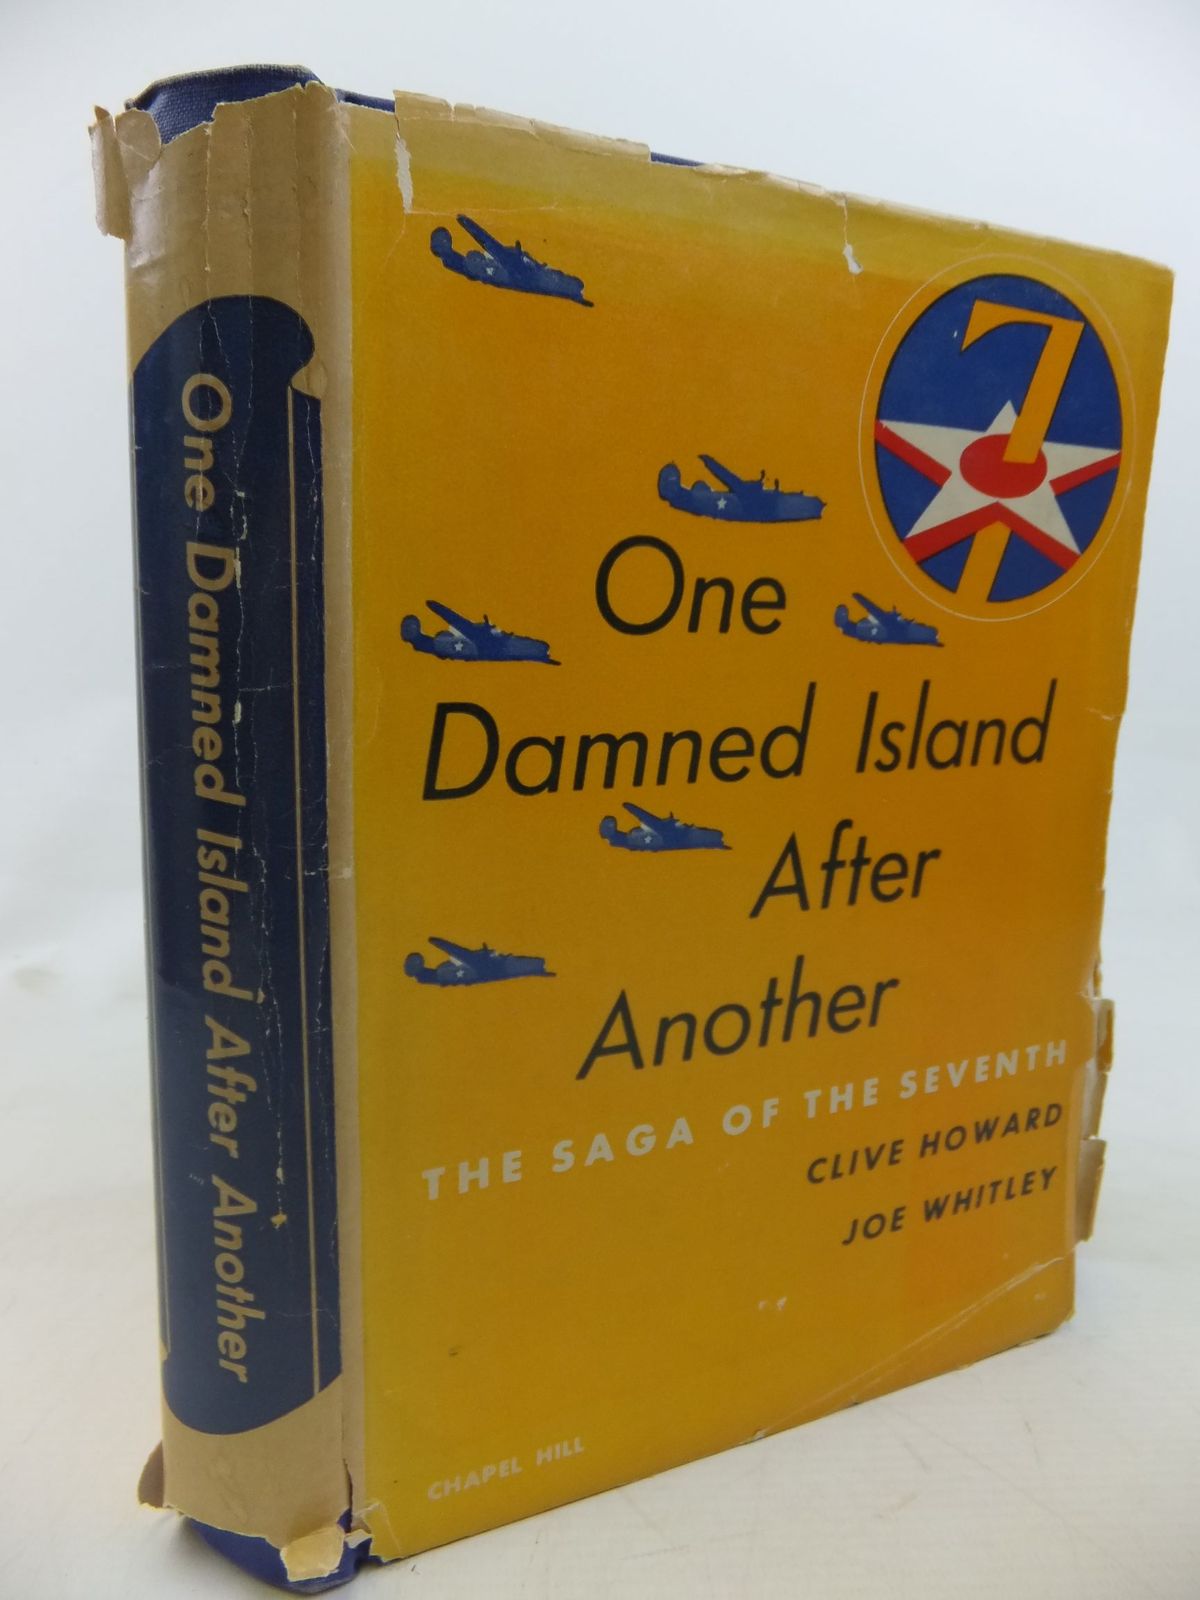 One Damned Island After Another
7
One
Damned Island
After
Another
THE SAGA OF THE SEVENTH
CLIVE HOWARD
JOE WHITLEY
CHAPEL HILL